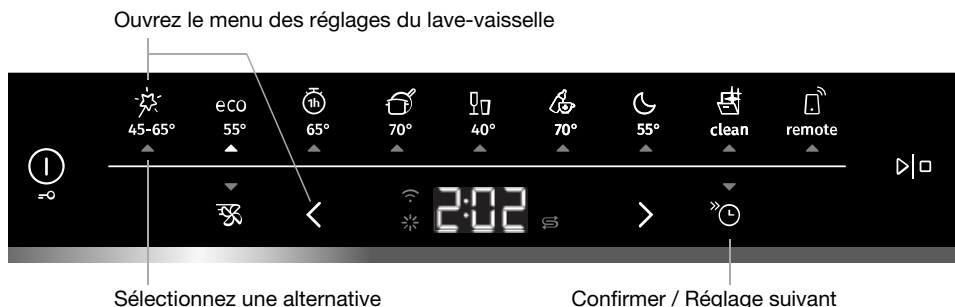 Ouvrez le menu des réglages du lave-vaisselle
eco
1h
45-65° 55° 65° 70° 40° 70° 55° clean remote
2:02
Sélectionnez une alternative Confirmer / Réglage suivant